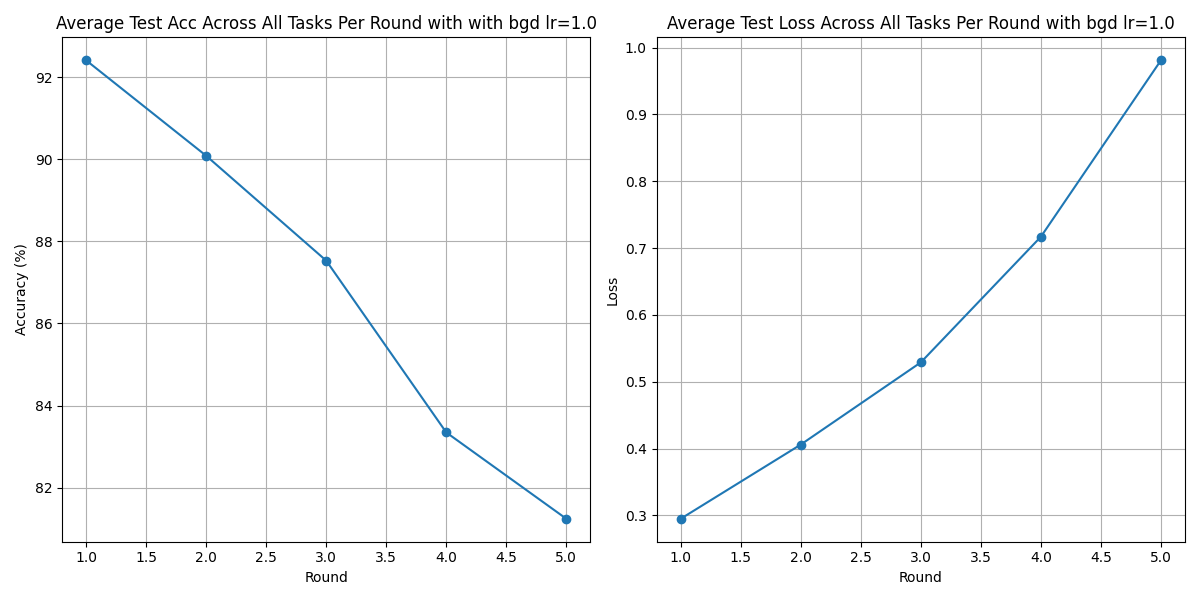 Average Test Acc Across All Tasks Per Round with with bgd lr=1.0
Accuracy (%)
92
90
88
86
84
82
1.0 1.5 2.0 2.5 3.0 3.5 4.0 4.5 5.0
Round
Average Test Loss Across All Tasks Per Round with bgd lr=1.0
Loss
1.0
0.9
0.8
0.7
0.6
0.5
0.4
0.3
1.0 1.5 2.0 2.5 3.0 3.5 4.0 4.5 5.0
Round